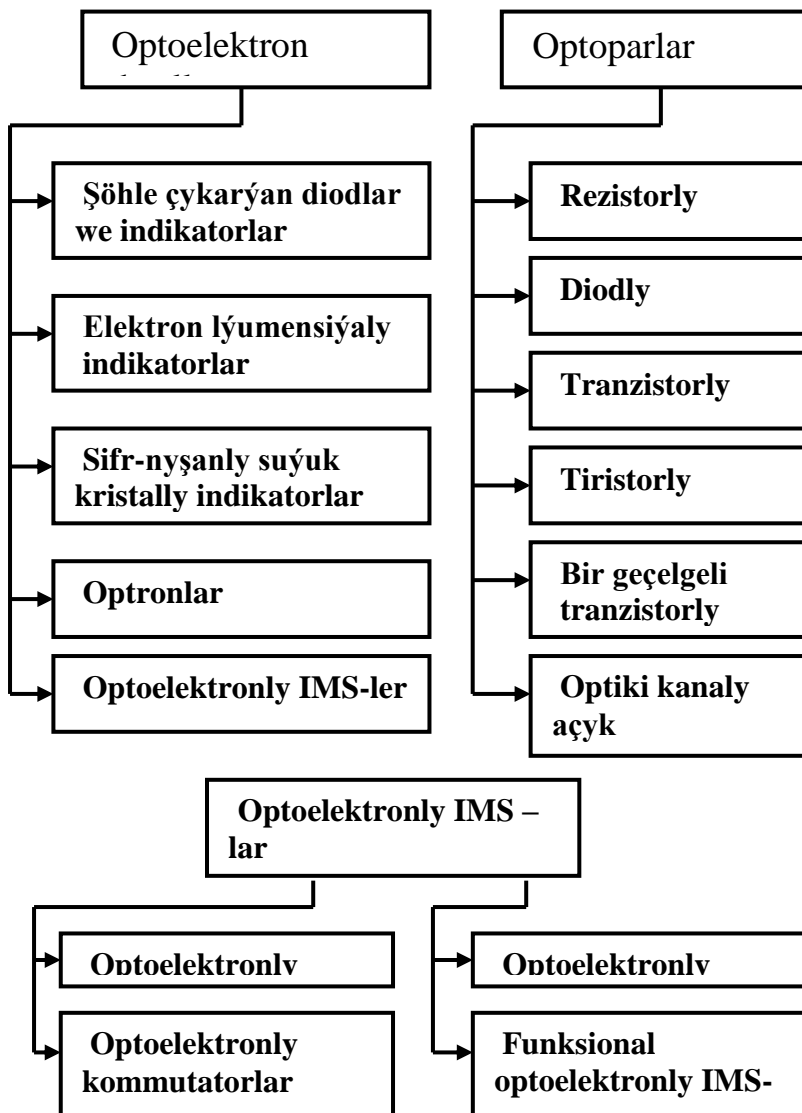 Optoelektron
Şöhle çykarýan diodlar
we indikatorlar
Elektron lýumensiýaly
indikatorlar
Sifr-nyşanly suýuk
kristally indikatorlar
Optronlar
Optoelektronly IMS-ler
Optoparlar
Rezistorly
Diodly
Tranzistorly
Tiristorly
Bir geçelgeli
tranzistorly
Optiki kanaly
açyk
Optoelektronly IMS –
lar
Optoelektronly
Optoelektronly
kommutatorlar
Optoelektronly
Funksional
optoelektronly IMS-